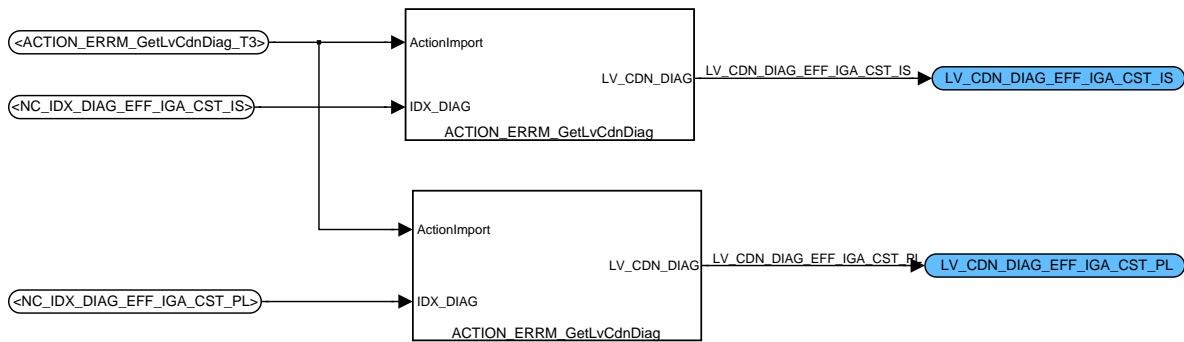 <ACTION_ERRM_GetLvCdnDiag_T3>
ActionImport
LV_CDN_DIAG
LV_CDN_DIAG_EFF_IGA_CST_IS
LV_CDN_DIAG_EFF_IGA_CST_IS
<NC_IDX_DIAG_EFF_IGA_CST_IS>
IDX_DIAG
ACTION_ERRM_GetLvCdnDiag
ActionImport
LV_CDN_DIAG
LV_CDN_DIAG_EFF_IGA_CST_PL
LV_CDN_DIAG_EFF_IGA_CST_PL
<NC_IDX_DIAG_EFF_IGA_CST_PL>
IDX_DIAG
ACTION_ERRM_GetLvCdnDiag